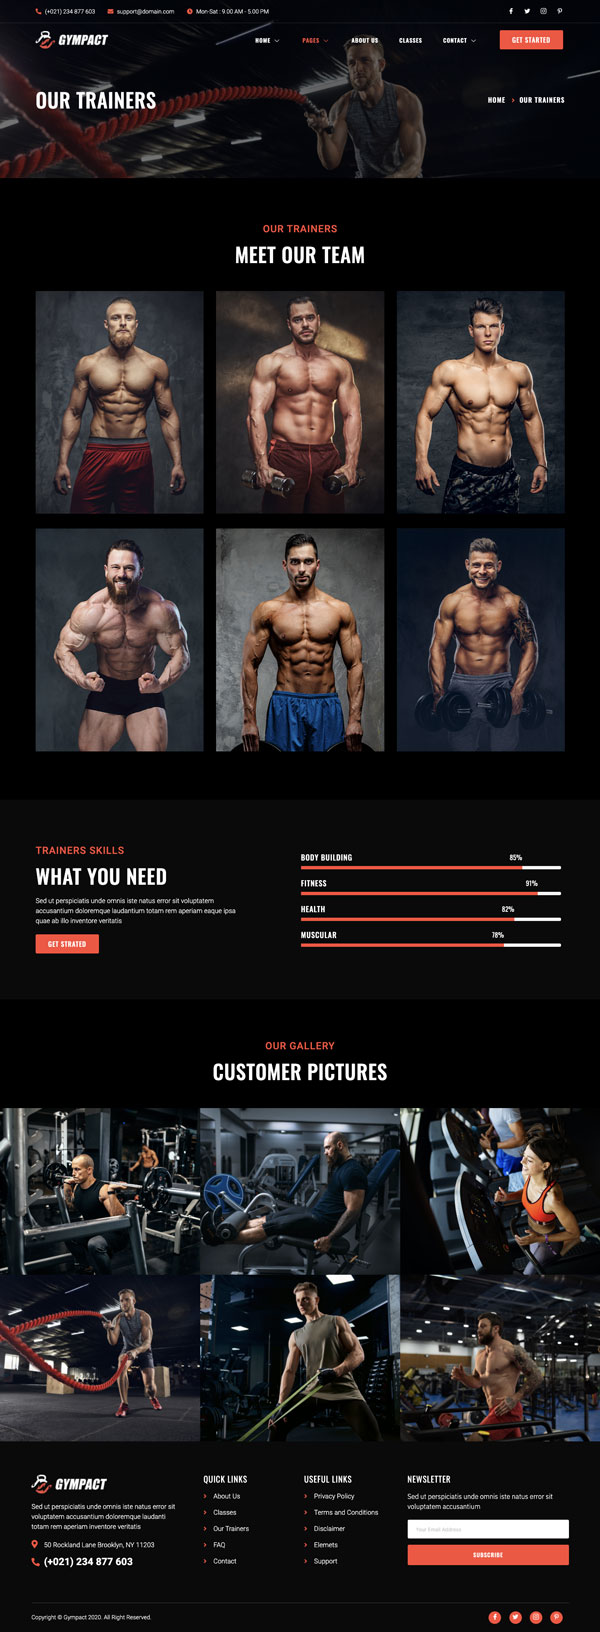 (+021) 234 877 603 support@domain.com Mon-Sat : 9.00 AM - 5.00 PM
GYMPACT HOME PAGES ABOUT US CLASSES CONTACT GET STARTED
OUR TRAINERS
HOME OUR TRAINERS
OUR TRAINERS
MEET OUR TEAM
TRAINERS SKILLS
WHAT YOU NEED
Sed ut perspiciatis unde omnis iste natus error sit voluptatem
accusantium doloremque laudantium totam rem aperiam eaque ipsa
quae ab illo inventore veritatis
GET STRATED
BODY BUILDING 85%
FITNESS 91%
HEALTH 82%
MUSCULAR 78%
OUR GALLERY
CUSTOMER PICTURES
GYMPACT
Sed ut perspiciatis unde omnis iste natus error sit
voluptatem accusantium doloremque laudanti
totam rem aperiam inventore veritatis
50 Rockland Lane Brooklyn, NY 11203
(+021) 234 877 603
QUICK LINKS
About Us
Classes
Our Trainers
FAQ
Contact
USEFUL LINKS
Privacy Policy
Terms and Conditions
Disclaimer
Elemets
Support
NEWSLETTER
Sed ut perspiciatis unde omnis iste natus error sit
voluptatem accusantium
Your Email Address
SUBSCRIBE
Copyright © Gympact 2020. All Right Reserved.